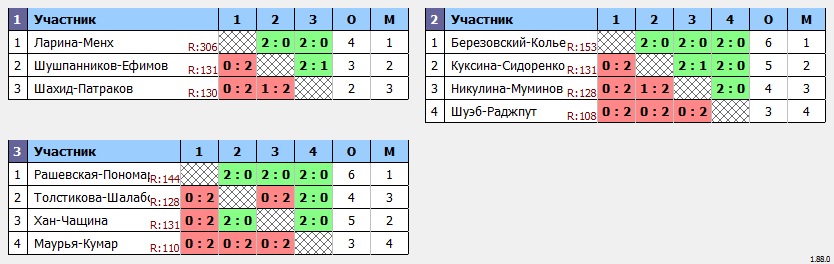 1 Участник 1 2 3 О М
1 Ларина-Менх R:306 2:0 2:0 4 1
2 Шушпанников-Ефимов R:131 0:2 2:1 3 2
3 Шахид-Патраков R:130 0:2 1:2 2 3
2 Участник 1 2 3 4 О М
1 Березовский-Колье R:153 2:0 2:0 2:0 6 1
2 Куксина-Сидоренко R:131 0:2 2:1 2:0 5 2
3 Никулина-Муминов R:128 0:2 1:2 2:0 4 3
4 Шуэб-Раджпут R:108 0:2 0:2 0:2 3 4
3 Участник 1 2 3 4 О М
1 Рашевская-Пономар R:144 2:0 2:0 2:0 6 1
2 Толстикова-Шалабо R:128 0:2 0:2 2:0 4 3
3 Хан-Чащина R:131 0:2 2:0 2:0 5 2
4 Маурья-Кумар R:110 0:2 0:2 0:2 3 4
1.88.0